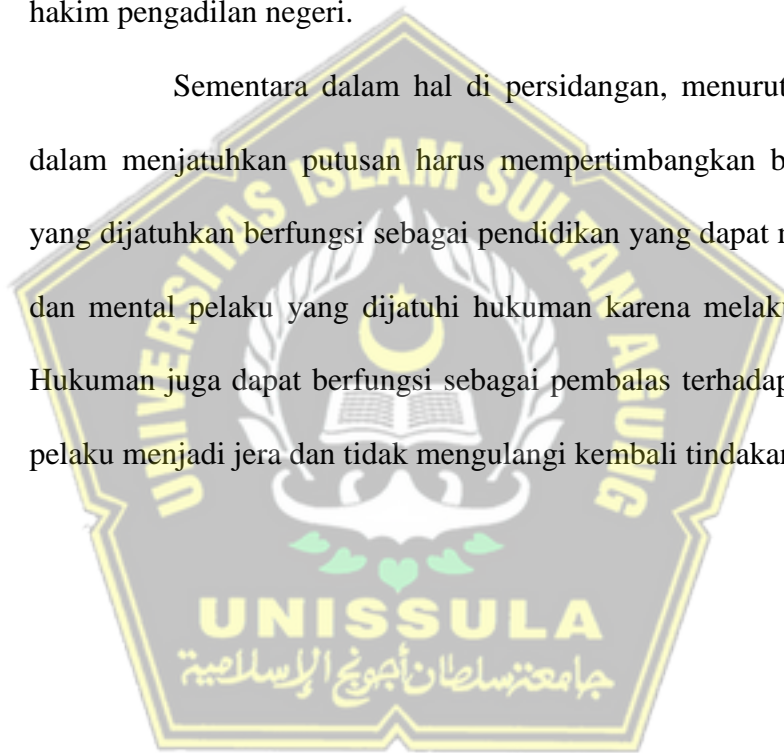 hakim pengadilan negeri.
Sementara dalam hal di persidangan, menurut
dalam menjatuhkan putusan harus mempertimbangkan b
yang dijatuhkan berfungsi sebagai pendidikan yang dapat
dan mental pelaku yang dijatuhi hukuman karena melak
Hukuman juga dapat berfungsi sebagai pembalas terhadap
pelaku menjadi jera dan tidak mengulangi kembali tindakan
UNIVERSITAS ISLAM SULTAN AGUNG
UNISSULA
جامعتنسلطان أجونج الإسلامية